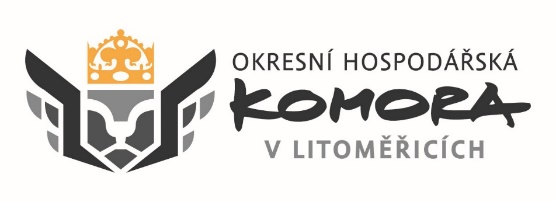 OKRESNÍ HOSPODÁŘSKÁ
KOMORA
V LITOMĚŘICÍCH